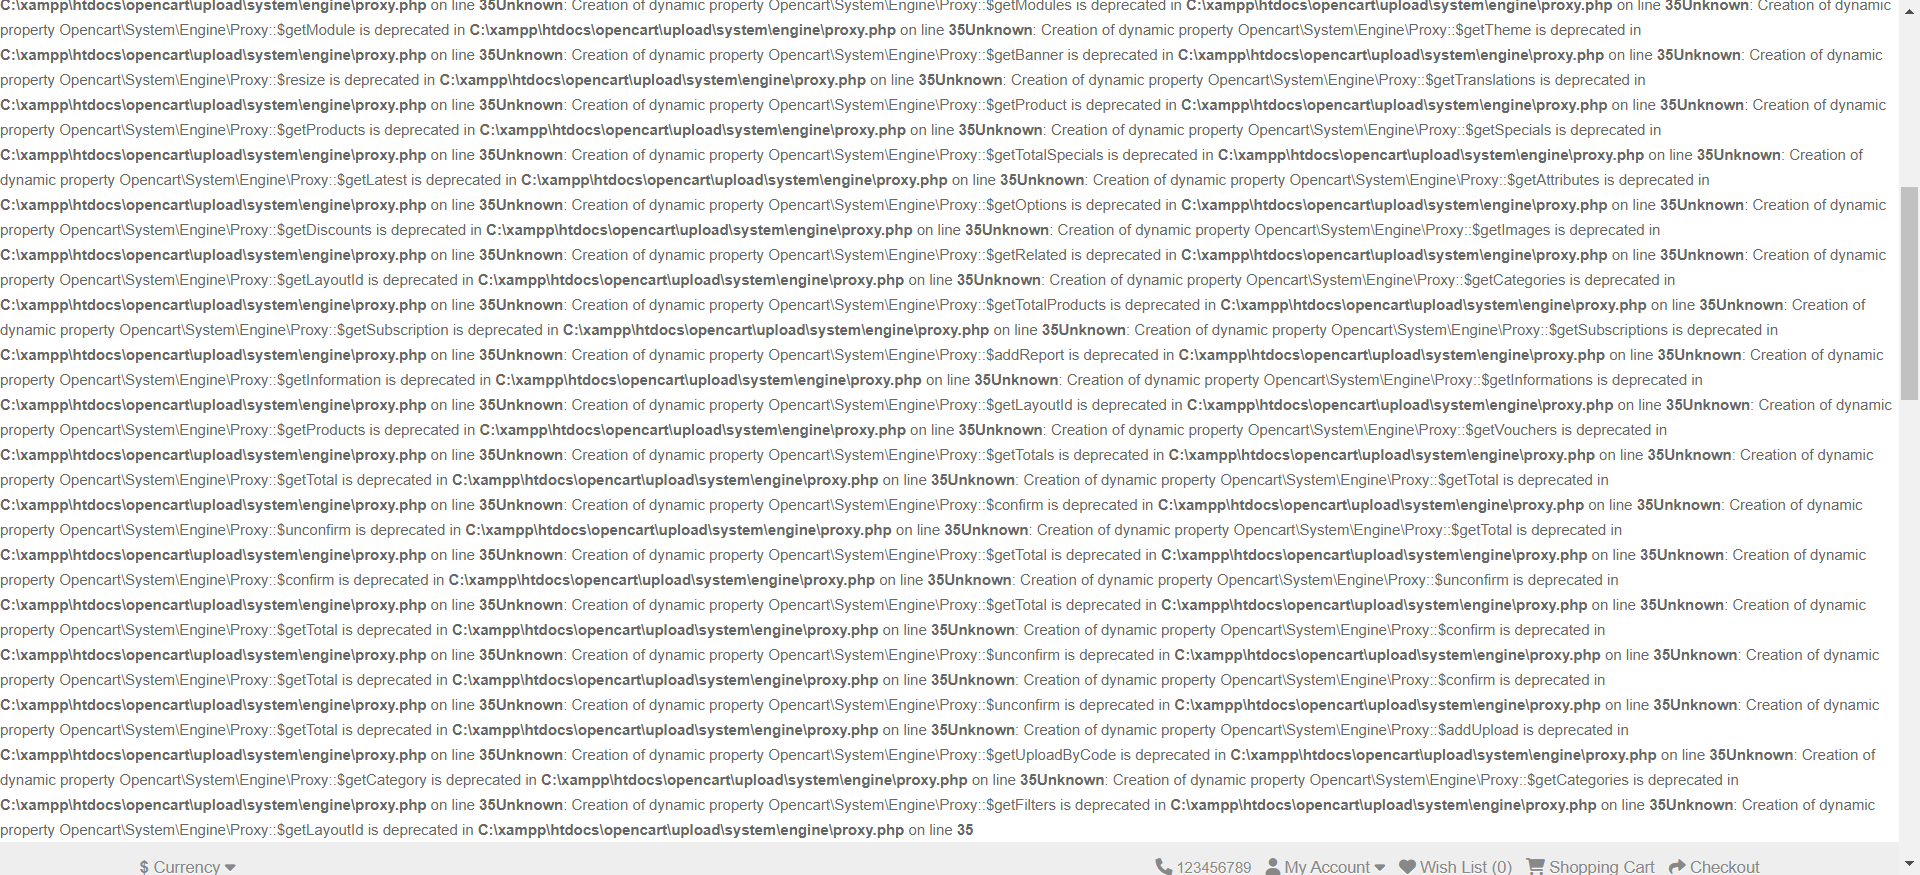 C:\xampp\htdocs\opencart\upload\system\engine\proxy.php on line 35Unknown: Creation of dynamic property Opencart\System\Engine\Proxy::$getModules is deprecated in C:\xampp\htdocs\opencart\upload\system\engine\proxy.php on line 35Unknown: Creation of dynamic
property Opencart\System\Engine\Proxy::$getModule is deprecated in C:\xampp\htdocs\opencart\upload\system\engine\proxy.php on line 35Unknown: Creation of dynamic property Opencart\System\Engine\Proxy::$getTheme is deprecated in
C:\xampp\htdocs\opencart\upload\system\engine\proxy.php on line 35Unknown: Creation of dynamic property Opencart\System\Engine\Proxy::$getBanner is deprecated in C:\xampp\htdocs\opencart\upload\system\engine\proxy.php on line 35Unknown: Creation of dynamic
property Opencart\System\Engine\Proxy::$resize is deprecated in C:\xampp\htdocs\opencart\upload\system\engine\proxy.php on line 35Unknown: Creation of dynamic property Opencart\System\Engine\Proxy::$getTranslations is deprecated in
C:\xampp\htdocs\opencart\upload\system\engine\proxy.php on line 35Unknown: Creation of dynamic property Opencart\System\Engine\Proxy::$getProduct is deprecated in C:\xampp\htdocs\opencart\upload\system\engine\proxy.php on line 35Unknown: Creation of dynamic
property Opencart\System\Engine\Proxy::$getProducts is deprecated in C:\xampp\htdocs\opencart\upload\system\engine\proxy.php on line 35Unknown: Creation of dynamic property Opencart\System\Engine\Proxy::$getSpecials is deprecated in
C:\xampp\htdocs\opencart\upload\system\engine\proxy.php on line 35Unknown: Creation of dynamic property Opencart\System\Engine\Proxy::$getTotalSpecials is deprecated in C:\xampp\htdocs\opencart\upload\system\engine\proxy.php on line 35Unknown: Creation of
dynamic property Opencart\System\Engine\Proxy::$getLatest is deprecated in C:\xampp\htdocs\opencart\upload\system\engine\proxy.php on line 35Unknown: Creation of dynamic property Opencart\System\Engine\Proxy::$getAttributes is deprecated in
C:\xampp\htdocs\opencart\upload\system\engine\proxy.php on line 35Unknown: Creation of dynamic property Opencart\System\Engine\Proxy::$getOptions is deprecated in C:\xampp\htdocs\opencart\upload\system\engine\proxy.php on line 35Unknown: Creation of dynamic
property Opencart\System\Engine\Proxy::$getDiscounts is deprecated in C:\xampp\htdocs\opencart\upload\system\engine\proxy.php on line 35Unknown: Creation of dynamic property Opencart\System\Engine\Proxy::$getImages is deprecated in
C:\xampp\htdocs\opencart\upload\system\engine\proxy.php on line 35Unknown: Creation of dynamic property Opencart\System\Engine\Proxy::$getRelated is deprecated in C:\xampp\htdocs\opencart\upload\system\engine\proxy.php on line 35Unknown: Creation of dynamic
property Opencart\System\Engine\Proxy::$getLayoutId is deprecated in C:\xampp\htdocs\opencart\upload\system\engine\proxy.php on line 35Unknown: Creation of dynamic property Opencart\System\Engine\Proxy::$getCategories is deprecated in
C:\xampp\htdocs\opencart\upload\system\engine\proxy.php on line 35Unknown: Creation of dynamic property Opencart\System\Engine\Proxy::$getTotalProducts is deprecated in C:\xampp\htdocs\opencart\upload\system\engine\proxy.php on line 35Unknown: Creation of
dynamic property Opencart\System\Engine\Proxy::$getSubscription is deprecated in C:\xampp\htdocs\opencart\upload\system\engine\proxy.php on line 35Unknown: Creation of dynamic property Opencart\System\Engine\Proxy::$getSubscriptions is deprecated in
C:\xampp\htdocs\opencart\upload\system\engine\proxy.php on line 35Unknown: Creation of dynamic property Opencart\System\Engine\Proxy::$addReport is deprecated in C:\xampp\htdocs\opencart\upload\system\engine\proxy.php on line 35Unknown: Creation of dynamic
property Opencart\System\Engine\Proxy::$getInformation is deprecated in C:\xampp\htdocs\opencart\upload\system\engine\proxy.php on line 35Unknown: Creation of dynamic property Opencart\System\Engine\Proxy::$getInformations is deprecated in
C:\xampp\htdocs\opencart\upload\system\engine\proxy.php on line 35Unknown: Creation of dynamic property Opencart\System\Engine\Proxy::$getLayoutId is deprecated in C:\xampp\htdocs\opencart\upload\system\engine\proxy.php on line 35Unknown: Creation of dynamic
property Opencart\System\Engine\Proxy::$getProducts is deprecated in C:\xampp\htdocs\opencart\upload\system\engine\proxy.php on line 35Unknown: Creation of dynamic property Opencart\System\Engine\Proxy::$getVouchers is deprecated in
C:\xampp\htdocs\opencart\upload\system\engine\proxy.php on line 35Unknown: Creation of dynamic property Opencart\System\Engine\Proxy::$getTotals is deprecated in C:\xampp\htdocs\opencart\upload\system\engine\proxy.php on line 35Unknown: Creation of dynamic
property Opencart\System\Engine\Proxy::$getTotal is deprecated in C:\xampp\htdocs\opencart\upload\system\engine\proxy.php on line 35Unknown: Creation of dynamic property Opencart\System\Engine\Proxy::$getTotal is deprecated in
C:\xampp\htdocs\opencart\upload\system\engine\proxy.php on line 35Unknown: Creation of dynamic property Opencart\System\Engine\Proxy::$confirm is deprecated in C:\xampp\htdocs\opencart\upload\system\engine\proxy.php on line 35Unknown: Creation of dynamic
property Opencart\System\Engine\Proxy::$unconfirm is deprecated in C:\xampp\htdocs\opencart\upload\system\engine\proxy.php on line 35Unknown: Creation of dynamic property Opencart\System\Engine\Proxy::$getTotal is deprecated in
C:\xampp\htdocs\opencart\upload\system\engine\proxy.php on line 35Unknown: Creation of dynamic property Opencart\System\Engine\Proxy::$getTotal is deprecated in C:\xampp\htdocs\opencart\upload\system\engine\proxy.php on line 35Unknown: Creation of dynamic
property Opencart\System\Engine\Proxy::$confirm is deprecated in C:\xampp\htdocs\opencart\upload\system\engine\proxy.php on line 35Unknown: Creation of dynamic property Opencart\System\Engine\Proxy::$unconfirm is deprecated in
C:\xampp\htdocs\opencart\upload\system\engine\proxy.php on line 35Unknown: Creation of dynamic property Opencart\System\Engine\Proxy::$getTotal is deprecated in C:\xampp\htdocs\opencart\upload\system\engine\proxy.php on line 35Unknown: Creation of dynamic
property Opencart\System\Engine\Proxy::$getTotal is deprecated in C:\xampp\htdocs\opencart\upload\system\engine\proxy.php on line 35Unknown: Creation of dynamic property Opencart\System\Engine\Proxy::$confirm is deprecated in
C:\xampp\htdocs\opencart\upload\system\engine\proxy.php on line 35Unknown: Creation of dynamic property Opencart\System\Engine\Proxy::$unconfirm is deprecated in C:\xampp\htdocs\opencart\upload\system\engine\proxy.php on line 35Unknown: Creation of dynamic
property Opencart\System\Engine\Proxy::$getTotal is deprecated in C:\xampp\htdocs\opencart\upload\system\engine\proxy.php on line 35Unknown: Creation of dynamic property Opencart\System\Engine\Proxy::$confirm is deprecated in
C:\xampp\htdocs\opencart\upload\system\engine\proxy.php on line 35Unknown: Creation of dynamic property Opencart\System\Engine\Proxy::$unconfirm is deprecated in C:\xampp\htdocs\opencart\upload\system\engine\proxy.php on line 35Unknown: Creation of dynamic
property Opencart\System\Engine\Proxy::$getTotal is deprecated in C:\xampp\htdocs\opencart\upload\system\engine\proxy.php on line 35Unknown: Creation of dynamic property Opencart\System\Engine\Proxy::$addUpload is deprecated in
C:\xampp\htdocs\opencart\upload\system\engine\proxy.php on line 35Unknown: Creation of dynamic property Opencart\System\Engine\Proxy::$getUploadByCode is deprecated in C:\xampp\htdocs\opencart\upload\system\engine\proxy.php on line 35Unknown: Creation of
dynamic property Opencart\System\Engine\Proxy::$getCategory is deprecated in C:\xampp\htdocs\opencart\upload\system\engine\proxy.php on line 35Unknown: Creation of dynamic property Opencart\System\Engine\Proxy::$getCategories is deprecated in
C:\xampp\htdocs\opencart\upload\system\engine\proxy.php on line 35Unknown: Creation of dynamic property Opencart\System\Engine\Proxy::$getFilters is deprecated in C:\xampp\htdocs\opencart\upload\system\engine\proxy.php on line 35Unknown: Creation of dynamic
property Opencart\System\Engine\Proxy::$getLayoutId is deprecated in C:\xampp\htdocs\opencart\upload\system\engine\proxy.php on line 35
$ Currency 123456789 My Account Wish List (0) Shopping Cart Checkout